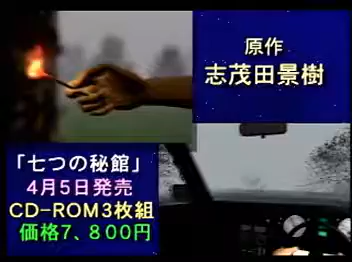 原作
志茂田景樹
「七つの秘館」
4月5日発売
CD-ROM3枚組
価格7、800円